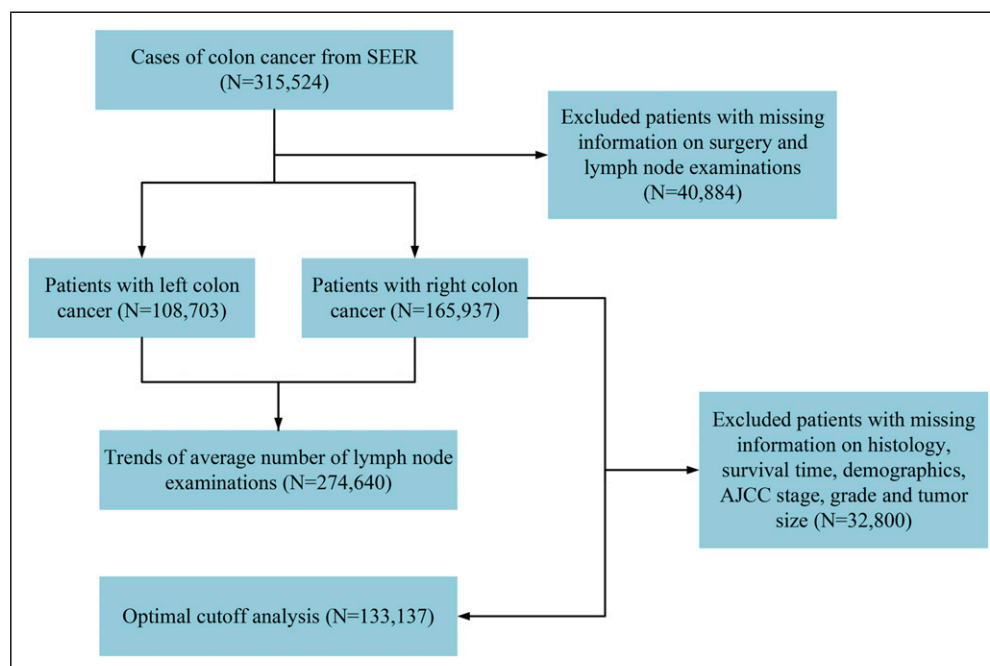 Cases of colon cancer from SEER
(N=315,524)
Excluded patients with missing
information on surgery and
lymph node examinations
(N=40,884)
Patients with left colon
cancer (N=108,703)
Patients with right colon
cancer (N=165,937)
Trends of average number of lymph node
examinations (N=274,640)
Excluded patients with missing
information on histology,
survival time, demographics,
AJCC stage, grade and tumor
size (N=32,800)
Optimal cutoff analysis (N=133,137)